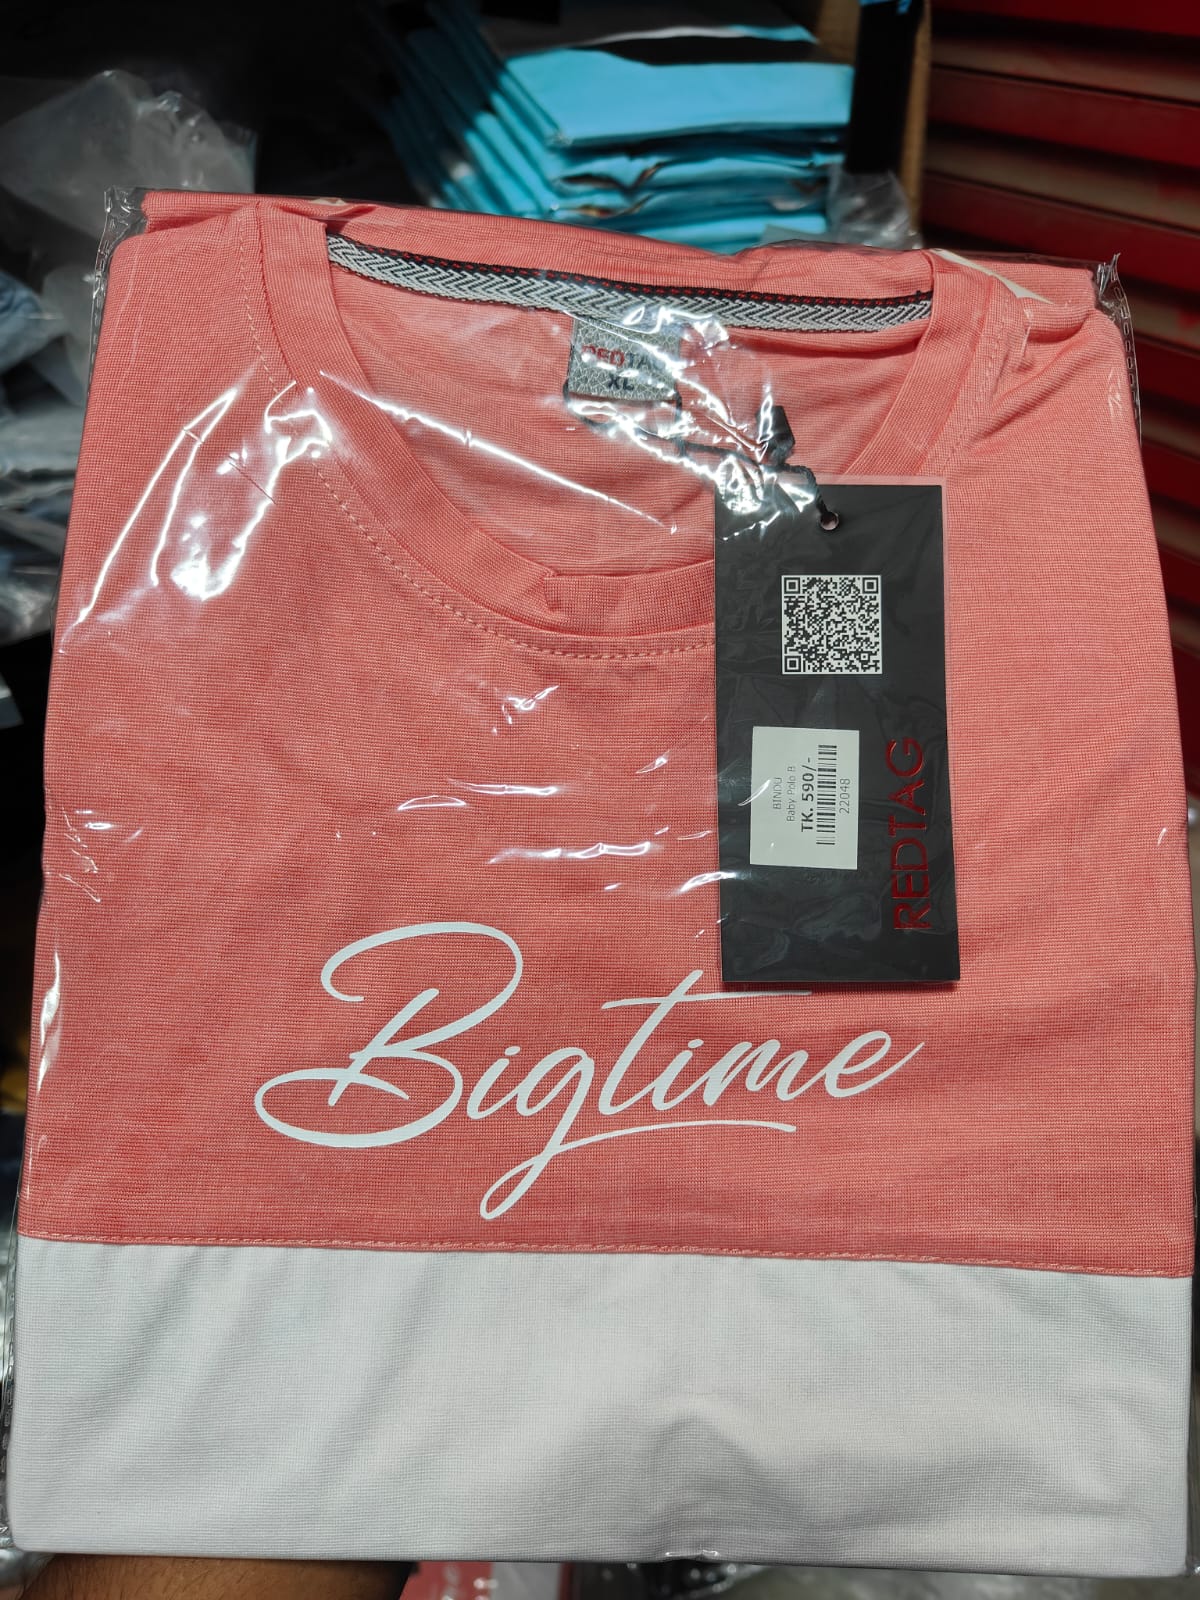 REDTAG
XL
BINDU
Baby Polo B
TK. 590/-
22048
REDTAG
Bigtime